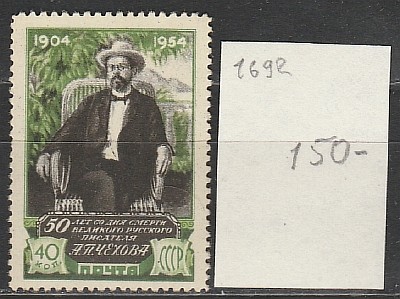 1904 1954
50 ЛЕТ СО ДНЯ СМЕРТИ
ВЕЛИКОГО РУССКОГО
ПИСАТЕЛЯ
А.П.ЧЕХОВА
40 КОП
ПОЧТА
СССР
1692
150-